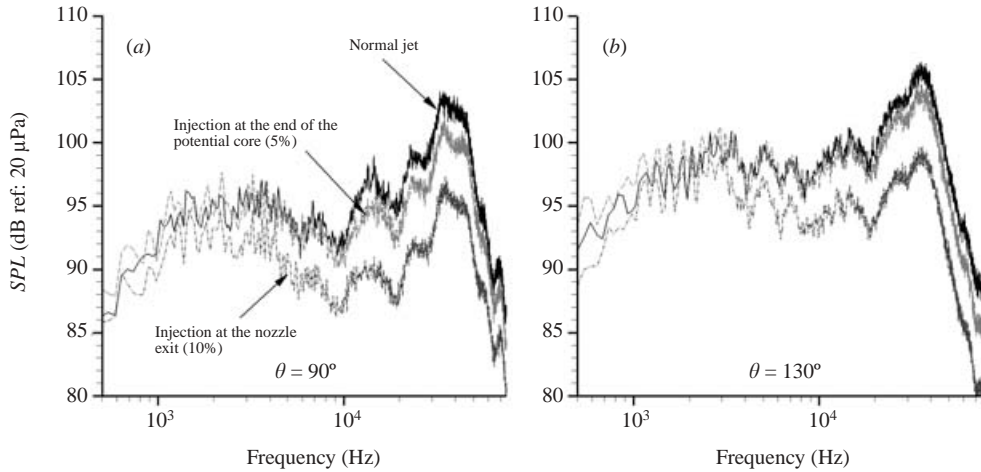 110
105
100
95
90
85
80
SPL (dB ref: 20 µPa)
(a)
Normal jet
Injection at the end of the
potential core (5%)
Injection at the nozzle
exit (10%)
θ = 90º
10³
10⁴
Frequency (Hz)
110
105
100
95
90
85
80
(b)
θ = 130º
10³
10⁴
Frequency (Hz)